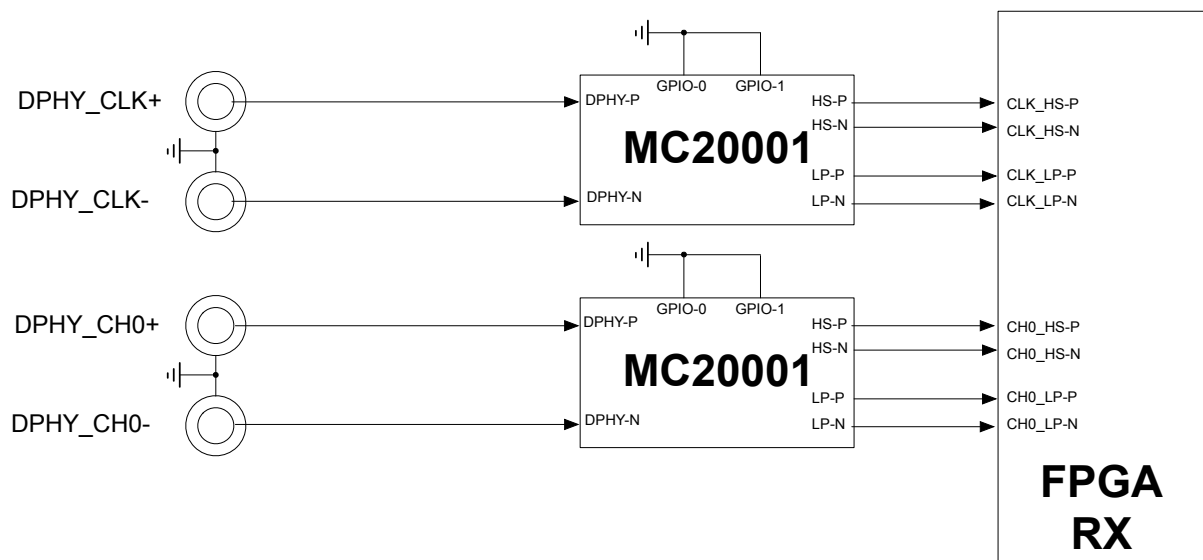 DPHY_CLK+
DPHY_CLK-
GPIO-0 GPIO-1
DPHY-P
HS-P
HS-N
MC20001
LP-P
DPHY-N
LP-N
CLK_HS-P
CLK_HS-N
CLK_LP-P
CLK_LP-N
DPHY_CH0+
DPHY_CH0-
GPIO-0 GPIO-1
DPHY-P
HS-P
HS-N
MC20001
LP-P
DPHY-N
LP-N
CH0_HS-P
CH0_HS-N
CH0_LP-P
CH0_LP-N
FPGA
RX